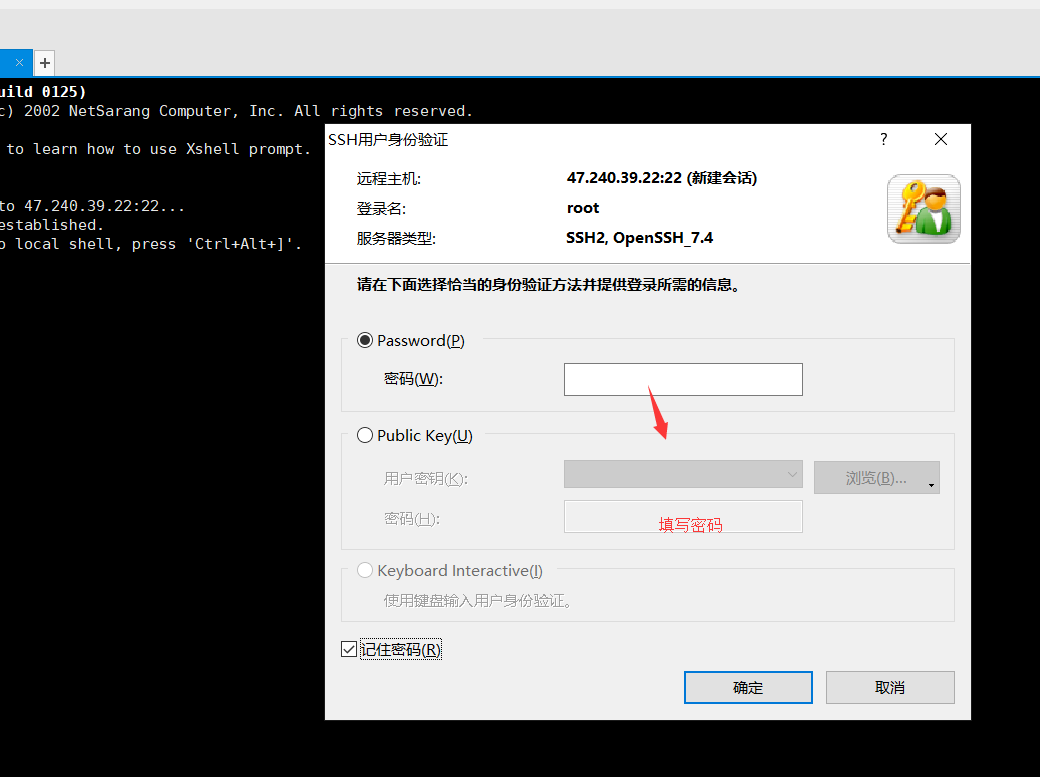 +
uild 0125)
c) 2002 NetSarang Computer, Inc. All rights reserved.
to learn how to use Xshell prompt.
to 47.240.39.22:22...
established.
o local shell, press 'Ctrl+Alt+]'.
SSH用户身份验证
?
远程主机: 47.240.39.22:22 (新建会话)
登录名: root
服务器类型: SSH2, OpenSSH_7.4
请在下面选择恰当的身份验证方法并提供登录所需的信息。
Password(P)
密码(W):
Public Key(U)
用户密钥(K): 浏览(B)...
密码(H): 填写密码
Keyboard Interactive(I)
使用键盘输入用户身份验证。
记住密码(R)
确定 取消